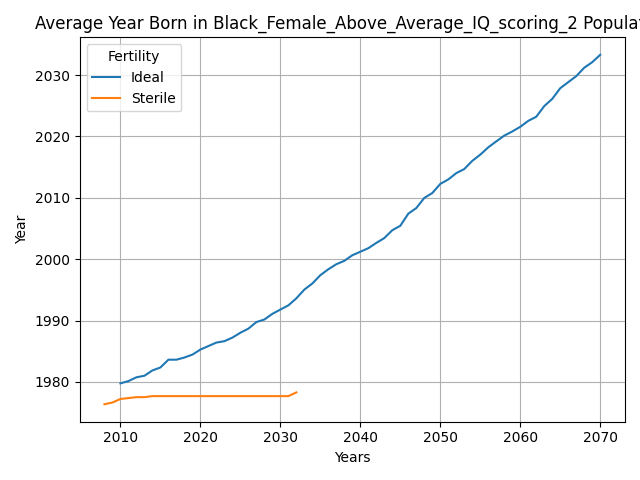 Average Year Born in Black_Female_Above_Average_IQ_scoring_2 Populat
Fertility
Ideal
Sterile
2030
2020
2010
2000
1990
1980
Year
2010 2020 2030 2040 2050 2060 2070
Years